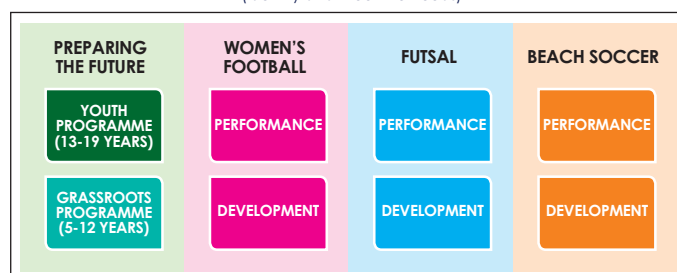 PREPARING
THE FUTURE
YOUTH
PROGRAMME
(13-19 YEARS)
GRASSROOTS
PROGRAMME
(5-12 YEARS)
WOMEN'S
FOOTBALL
PERFORMANCE
DEVELOPMENT
FUTSAL
PERFORMANCE
DEVELOPMENT
BEACH SOCCER
PERFORMANCE
DEVELOPMENT